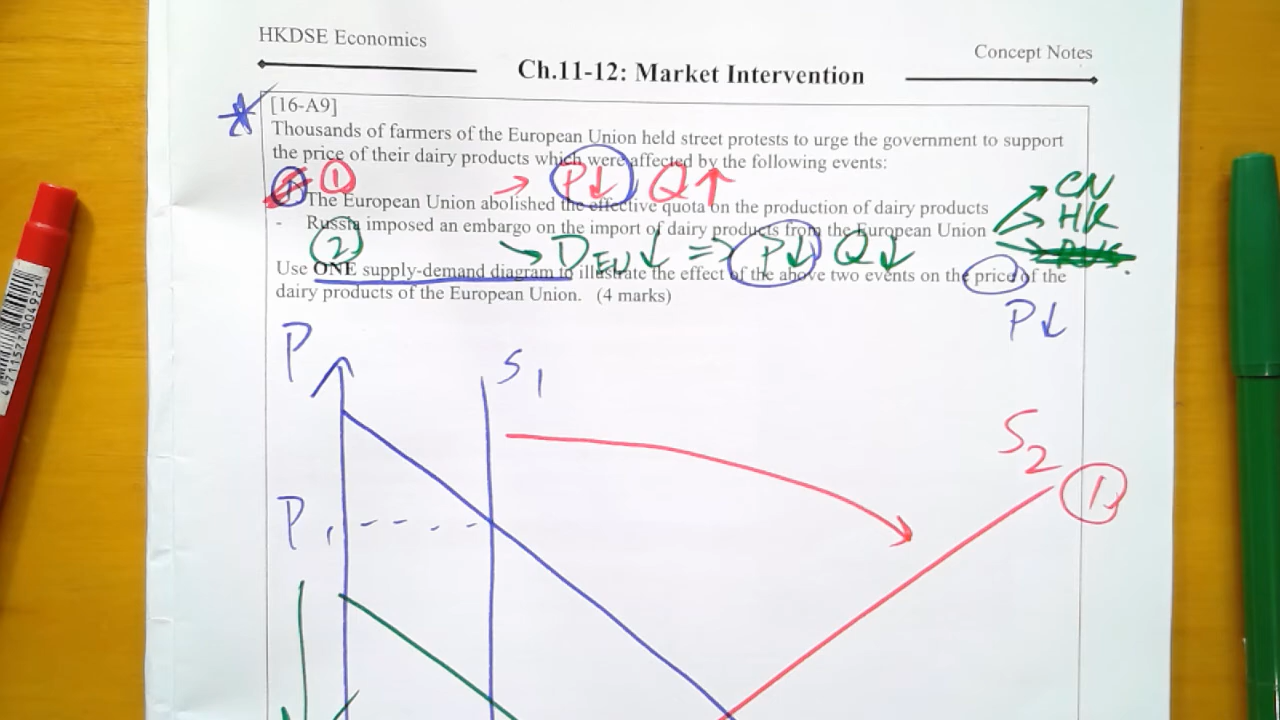 HKDSE Economics
Concept Notes
Ch.11-12: Market Intervention
[16-A9]
Thousands of farmers of the European Union held street protests to urge the government to support
the price of their dairy products which were affected by the following events:
① → P↓ Q↑
The European Union abolished the effective quota on the production of dairy products
CN
HK
- Russia imposed an embargo on the import of dairy products from the European Union
② → D EU ↓ => P↓ Q↓
Use ONE supply-demand diagram to illustrate the effect of the above two events on the price of the
dairy products of the European Union. (4 marks)
P↓
P
S1
S2 ①
P1